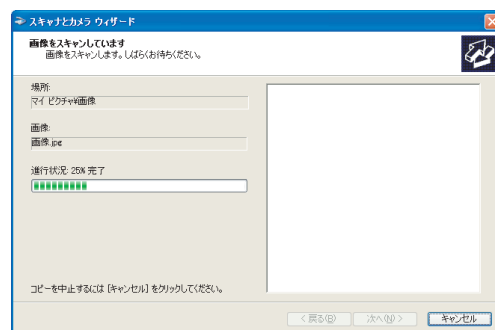 スキャナとカメラ ウィザード
画像をスキャンしています
画像をスキャンします。しばらくお待ちください。
場所:
マイ ピクチャ¥画像
画像:
画像.jpg
進行状況: 25% 完了
コピーを中止するには [キャンセル] をクリックしてください。
< 戻る(B)
次へ(N) >
キャンセル